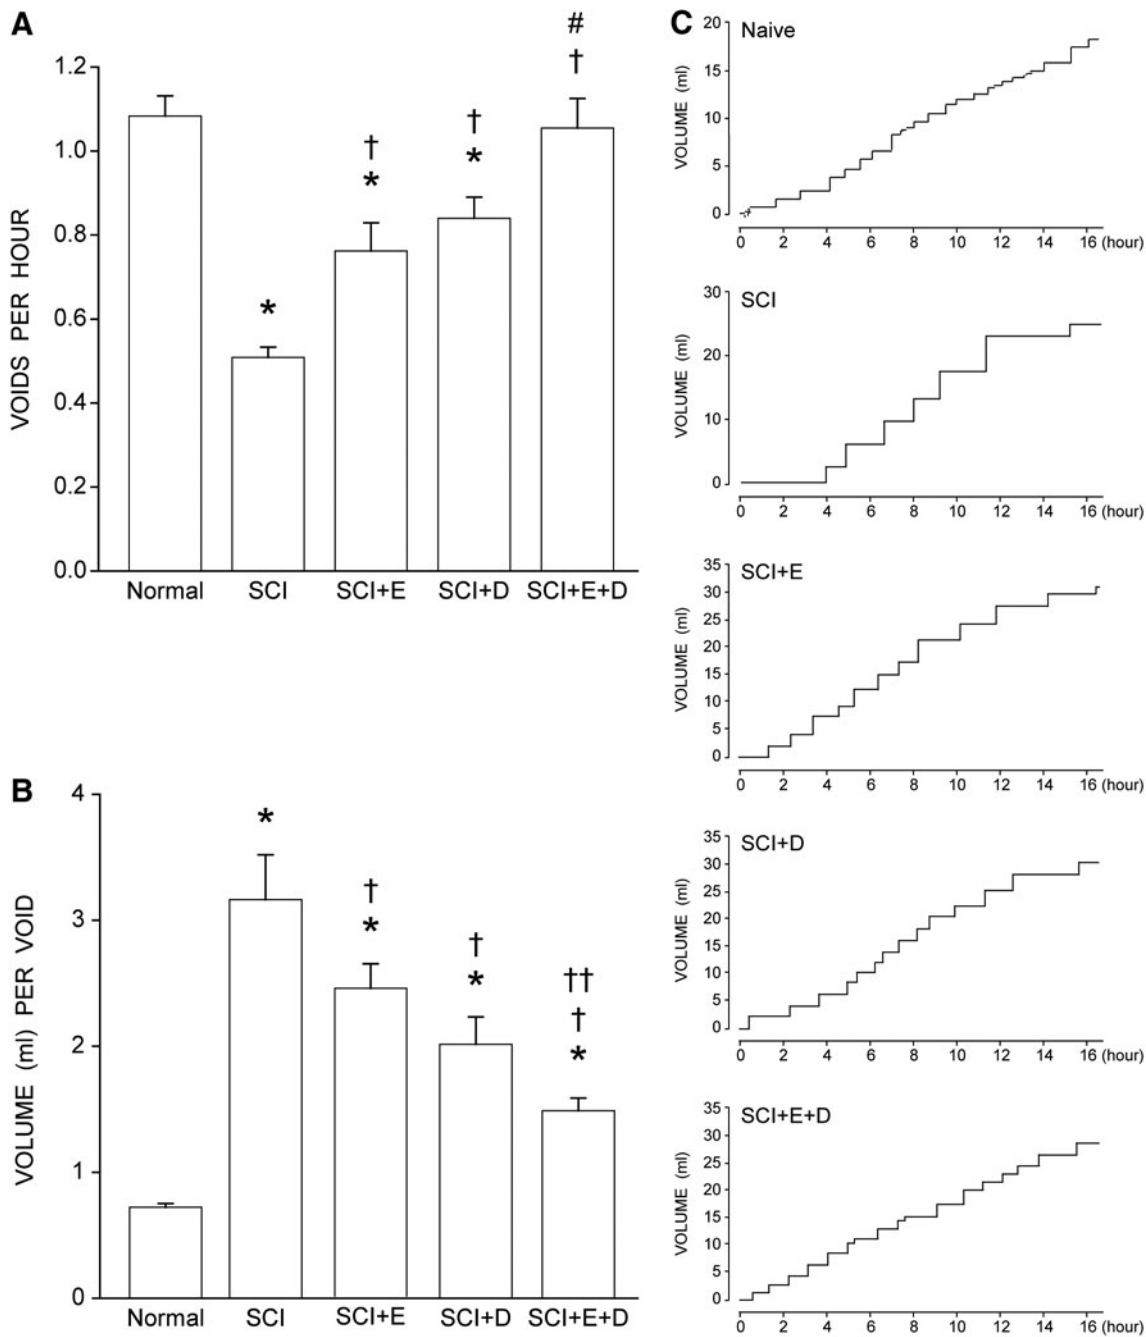 A
VOIDS PER HOUR
1.2
1.0
0.8
0.6
0.4
0.2
0.0
*
†
*
†
*
#
†
Normal SCI SCI+E SCI+D SCI+E+D
B
VOLUME (ml) PER VOID
4
3
2
1
0
*
†
*
†
*
††
†
*
Normal SCI SCI+E SCI+D SCI+E+D
C
Naive
VOLUME (ml)
20
15
10
5
0
0 2 4 6 8 10 12 14 16 (hour)
SCI
VOLUME (ml)
30
20
10
0
0 2 4 6 8 10 12 14 16 (hour)
SCI+E
VOLUME (ml)
35
30
25
20
15
10
5
0
0 2 4 6 8 10 12 14 16 (hour)
SCI+D
VOLUME (ml)
35
30
25
20
15
10
5
0
0 2 4 6 8 10 12 14 16 (hour)
SCI+E+D
VOLUME (ml)
35
30
25
20
15
10
5
0
0 2 4 6 8 10 12 14 16 (hour)